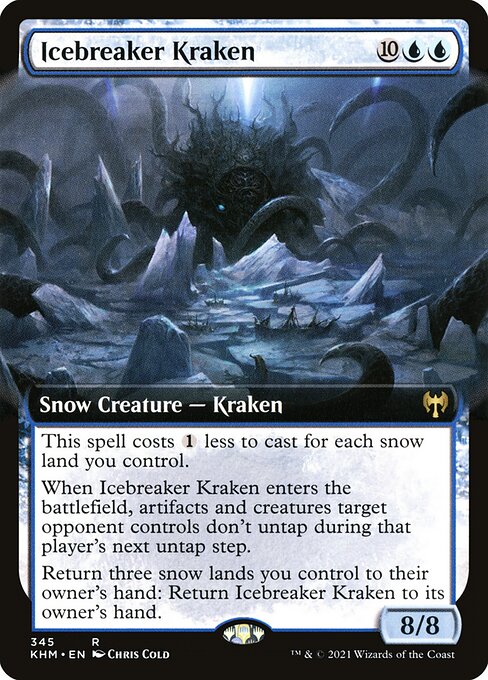 Icebreaker Kraken 10
Snow Creature — Kraken
This spell costs 1 less to cast for each snow
land you control.
When Icebreaker Kraken enters the
battlefield, artifacts and creatures target
opponent controls don't untap during that
player's next untap step.
Return three snow lands you control to their
owner's hand: Return Icebreaker Kraken to its
owner's hand.
8/8
345 R
KHM • EN Chris Cold
™ & © 2021 Wizards of the Coast